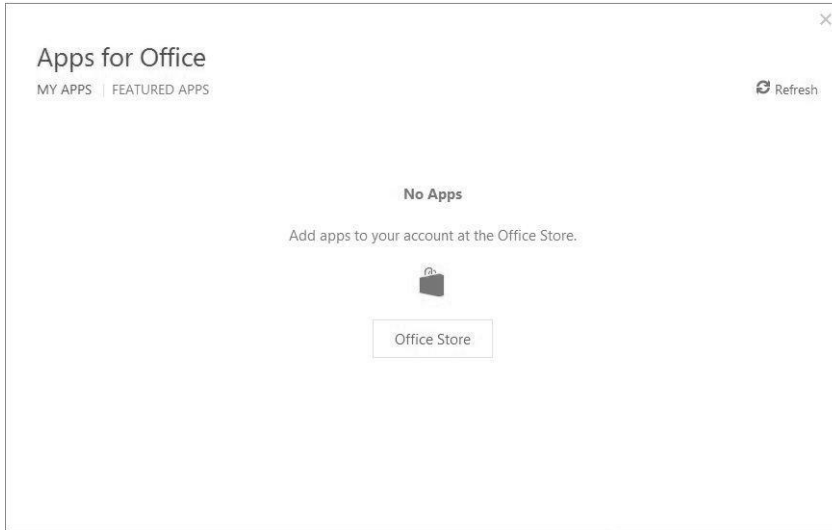 Apps for Office
MY APPS | FEATURED APPS
Refresh
No Apps
Add apps to your account at the Office Store.
Office Store